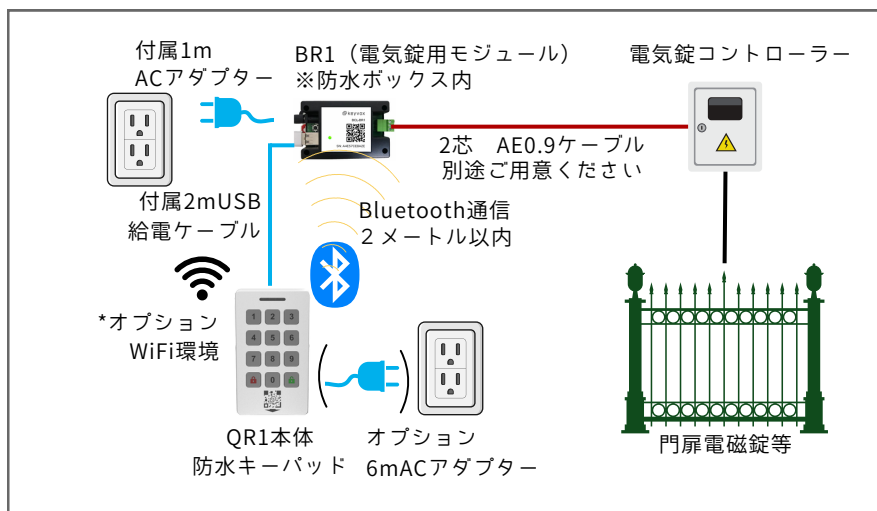 付属1m
ACアダプター
BR1（電気錠用モジュール）
※防水ボックス内
電気錠コントローラー
KEYVOX
2芯　AE0.9ケーブル
別途ご用意ください
付属2mUSB
給電ケーブル
Bluetooth通信
２メートル以内
*オプション
WiFi環境
1 2 3
4 5 6
7 8 9
0
QR1本体
防水キーパッド
オプション
6mACアダプター
門扉電磁錠等